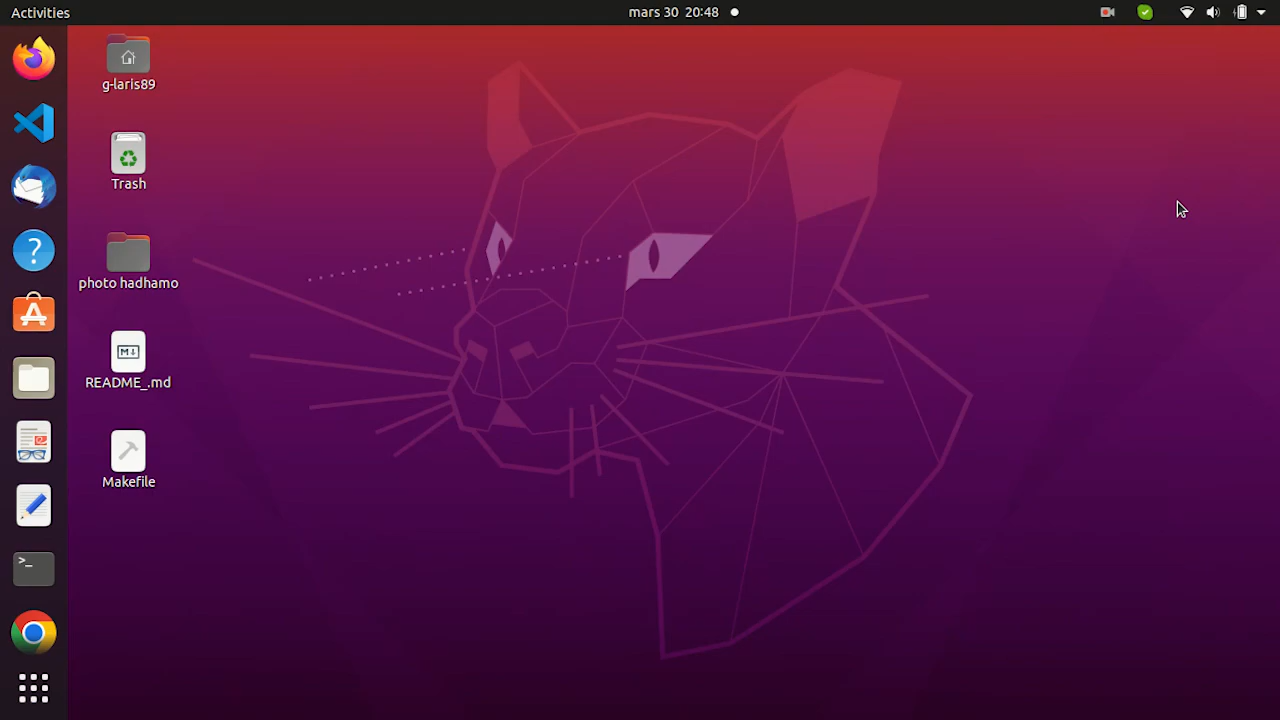 Activities
mars 30 20:48
g-laris89
Trash
photo hadhamo
README_.md
Makefile